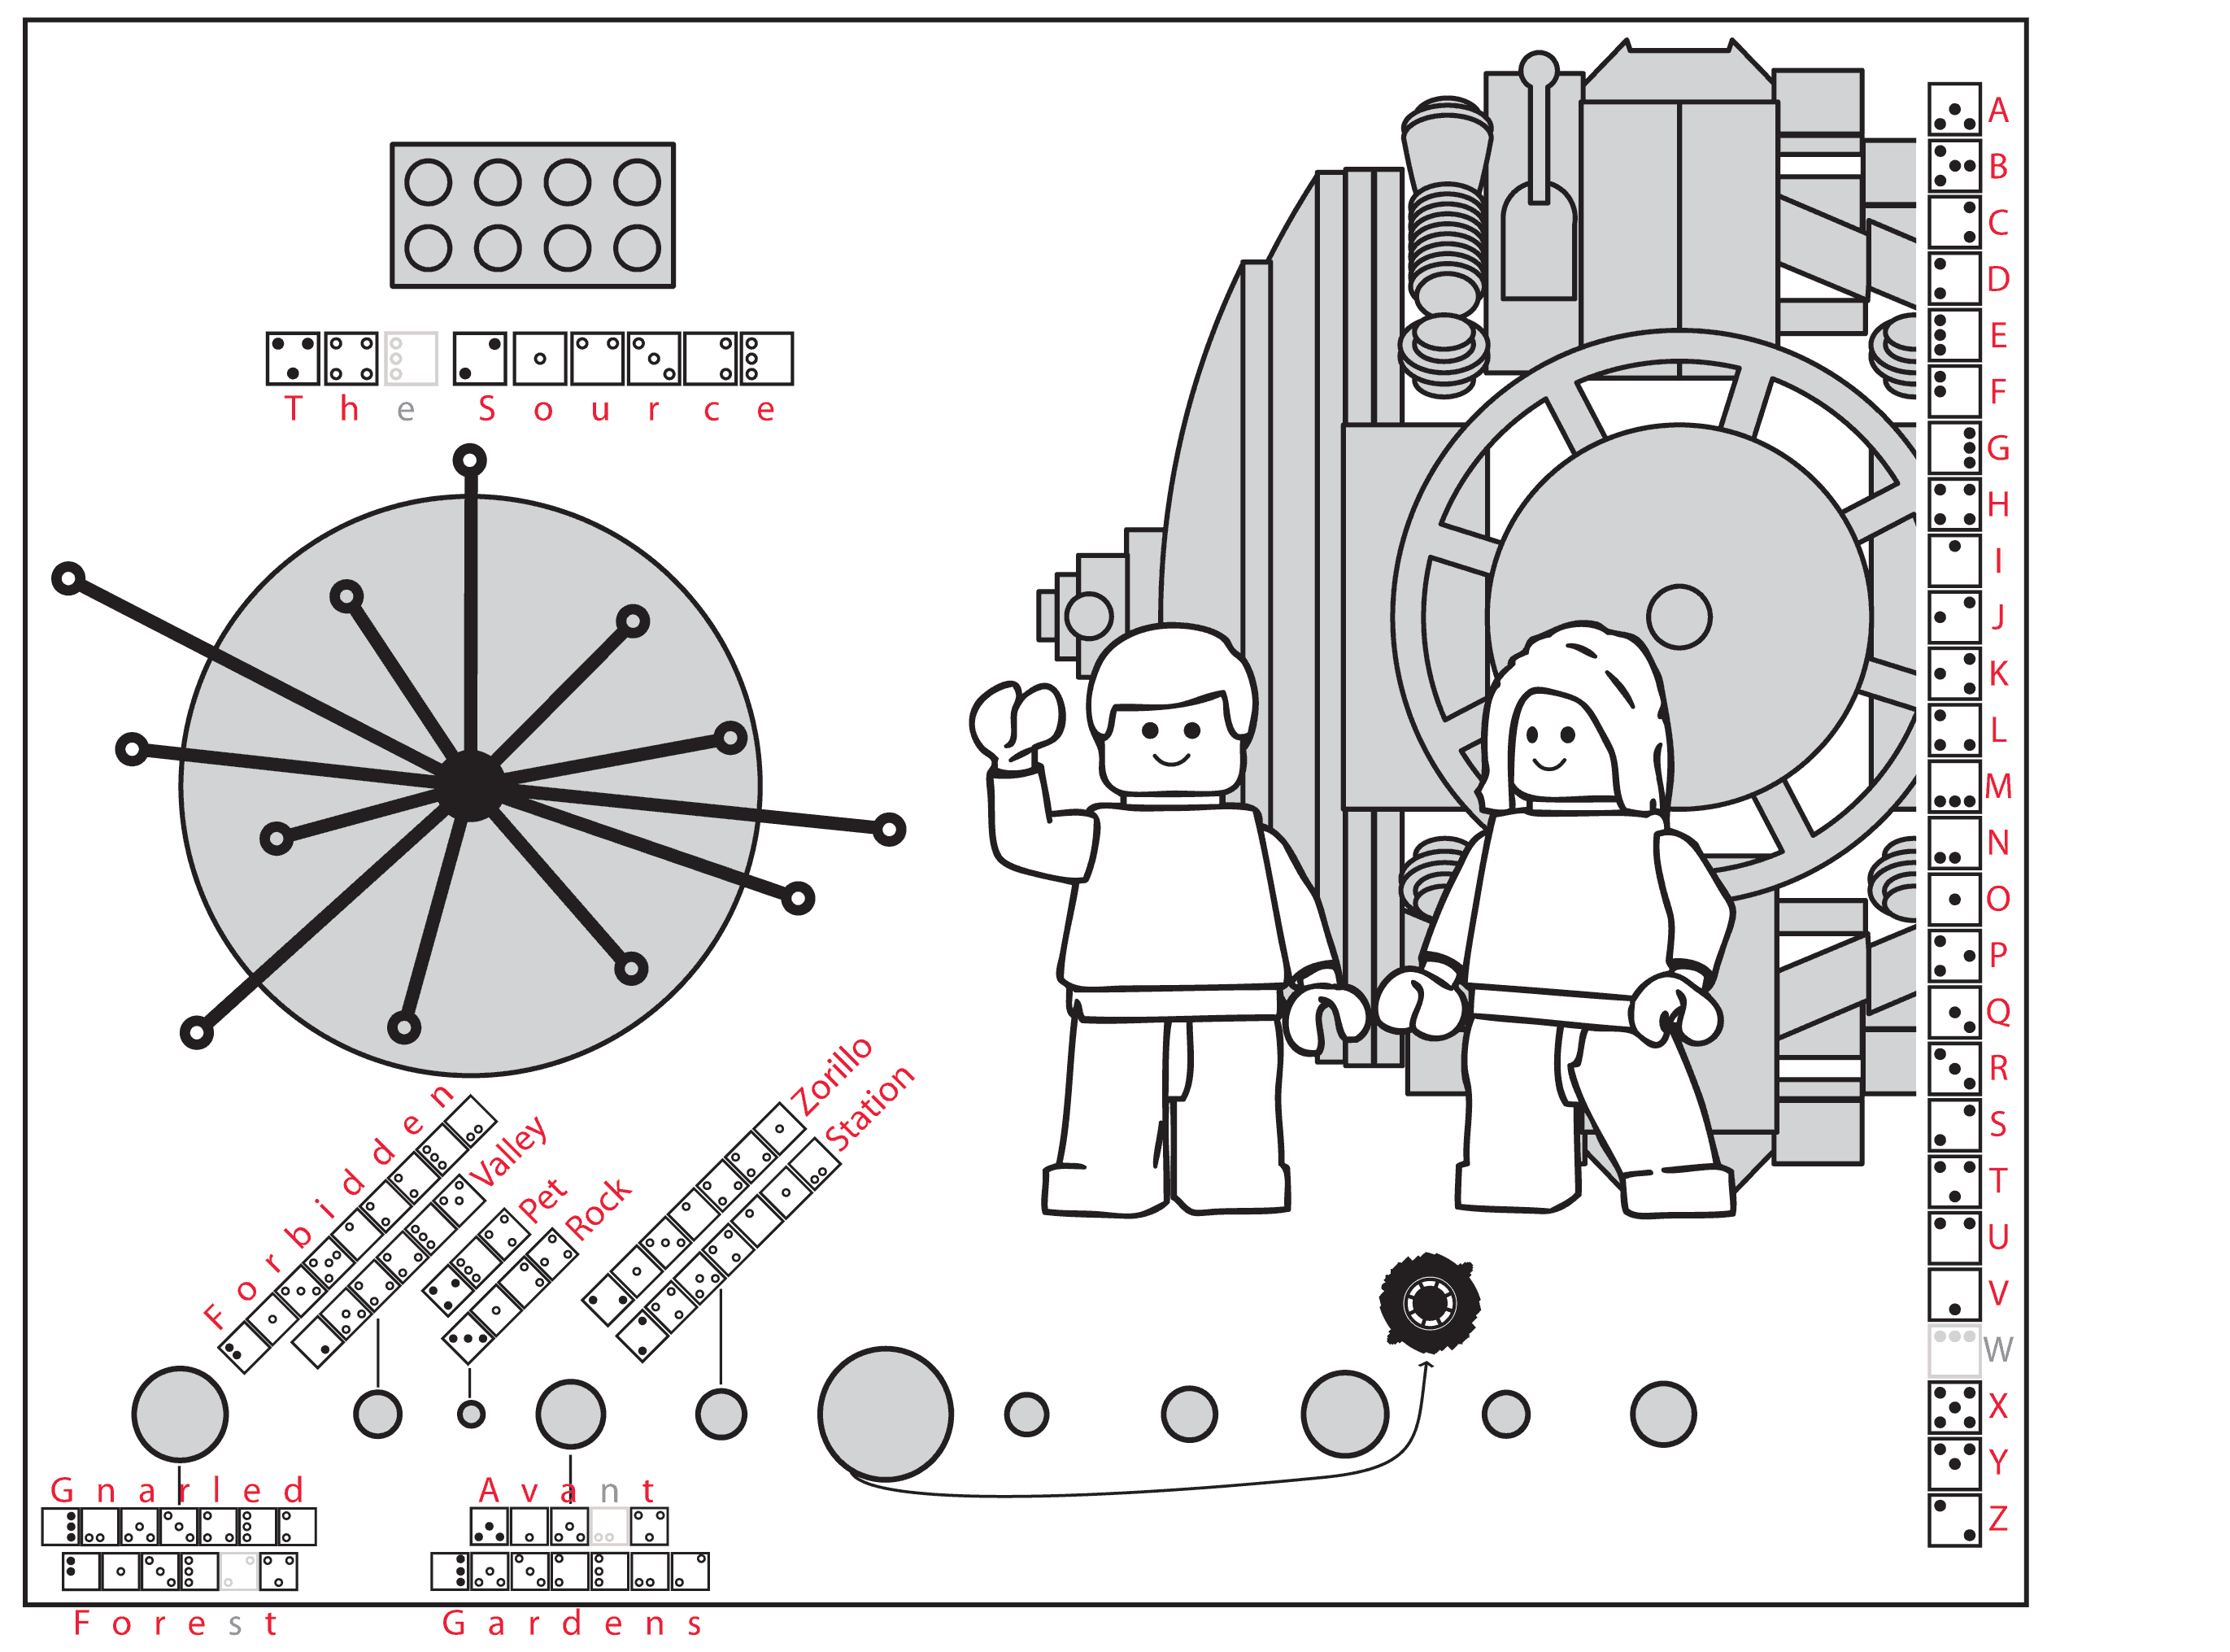 The Source
Forbidden
Valley
Pet
Rock
Zorillo
Station
Gnarled
Forest
Avant
Gardens
A
B
C
D
E
F
G
H
I
J
K
L
M
N
O
P
Q
R
S
T
U
V
W
X
Y
Z